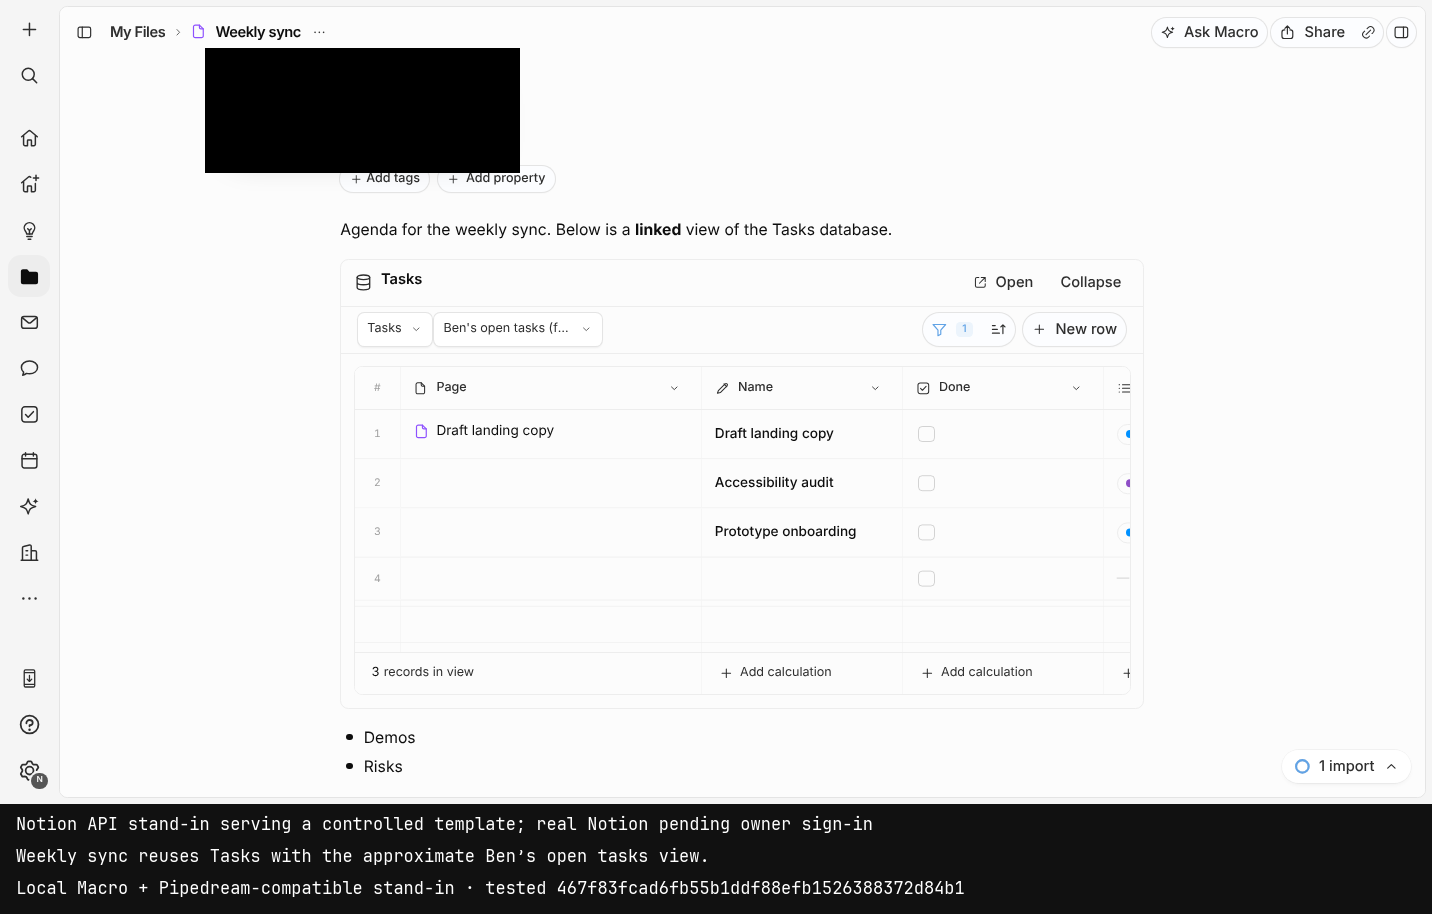 My Files
Weekly sync
Ask Macro
Share
Add tags
Add property
Agenda for the weekly sync. Below is a linked view of the Tasks database.
Tasks
Open
Collapse
Tasks
Ben's open tasks (f...
1
New row
# Page Name Done
1 Draft landing copy Draft landing copy
2 Accessibility audit
3 Prototype onboarding
4
3 records in view
Add calculation
Add calculation
Demos
Risks
1 import
N
Notion API stand-in serving a controlled template; real Notion pending owner sign-in
Weekly sync reuses Tasks with the approximate Ben’s open tasks view.
Local Macro + Pipedream-compatible stand-in · tested 467f83fcad6fb55b1ddf88efb1526388372d84b1